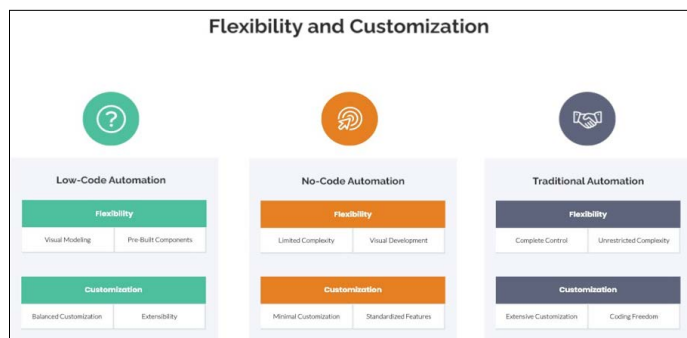 Flexibility and Customization
Low-Code Automation
Flexibility
Visual Modeling
Pre-Built Components
Customization
Balanced Customization
Extensibility
No-Code Automation
Flexibility
Limited Complexity
Visual Development
Customization
Minimal Customization
Standardized Features
Traditional Automation
Flexibility
Complete Control
Unrestricted Complexity
Customization
Extensive Customization
Coding Freedom